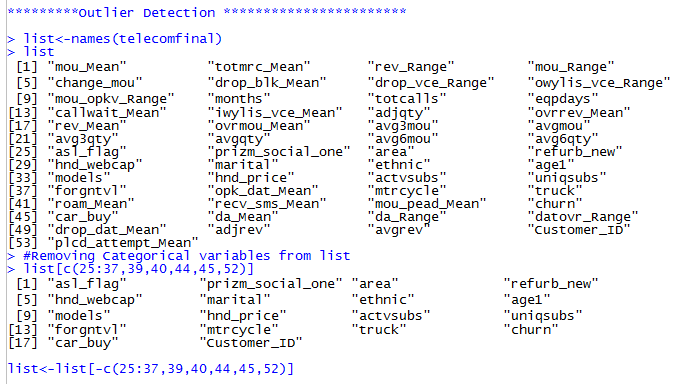 *********Outlier Detection ***********************
> list<-names(telecomfinal)
> list
[1] "mou_Mean" "totmrc_Mean" "rev_Range" "mou_Range"
[5] "change_mou" "drop_blk_Mean" "drop_vce_Range" "owylis_vce_Range"
[9] "mou_opkv_Range" "months" "totcalls" "eqpdays"
[13] "callwait_Mean" "iwylis_vce_Mean" "adjqty" "ovrrev_Mean"
[17] "rev_Mean" "ovrmou_Mean" "avg3mou" "avgmou"
[21] "avg3qty" "avgqty" "avg6mou" "avg6qty"
[25] "asl_flag" "prizm_social_one" "area" "refurb_new"
[29] "hnd_webcap" "marital" "ethnic" "age1"
[33] "models" "hnd_price" "actvsubs" "uniqsubs"
[37] "forgntvl" "opk_dat_Mean" "mtrcycle" "truck"
[41] "roam_Mean" "recv_sms_Mean" "mou_pead_Mean" "churn"
[45] "car_buy" "da_Mean" "da_Range" "datovr_Range"
[49] "drop_dat_Mean" "adjrev" "avgrev" "Customer_ID"
[53] "plcd_attempt_Mean"
> #Removing Categorical variables from list
> list[c(25:37,39,40,44,45,52)]
[1] "asl_flag" "prizm_social_one" "area" "refurb_new"
[5] "hnd_webcap" "marital" "ethnic" "age1"
[9] "models" "hnd_price" "actvsubs" "uniqsubs"
[13] "forgntvl" "mtrcycle" "truck" "churn"
[17] "car_buy" "Customer_ID"
list<-list[-c(25:37,39,40,44,45,52)]